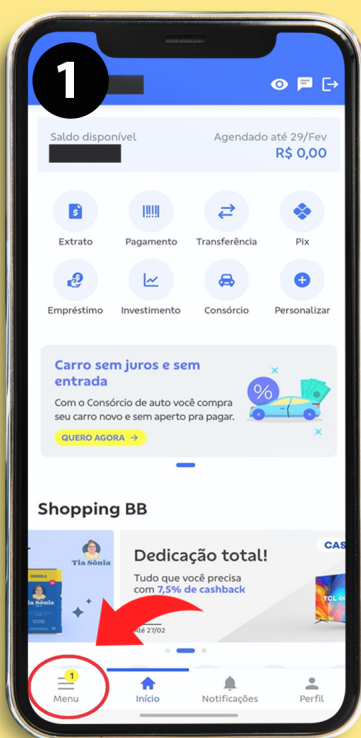 1
Saldo disponível
Agendado até 29/Fev
R$ 0,00
Extrato
Pagamento
Transferência
Pix
Empréstimo
Investimento
Consórcio
Personalizar
Carro sem juros e sem
entrada
Com o Consórcio de auto você compra
seu carro novo e sem aperto pra pagar.
QUERO AGORA →
%
Shopping BB
Tia Sônia
Dedicação total!
Tudo que você precisa
com 7,5% de cashback
até 27/02
CAS
TCL
1
Menu
Início
Notificações
Perfil